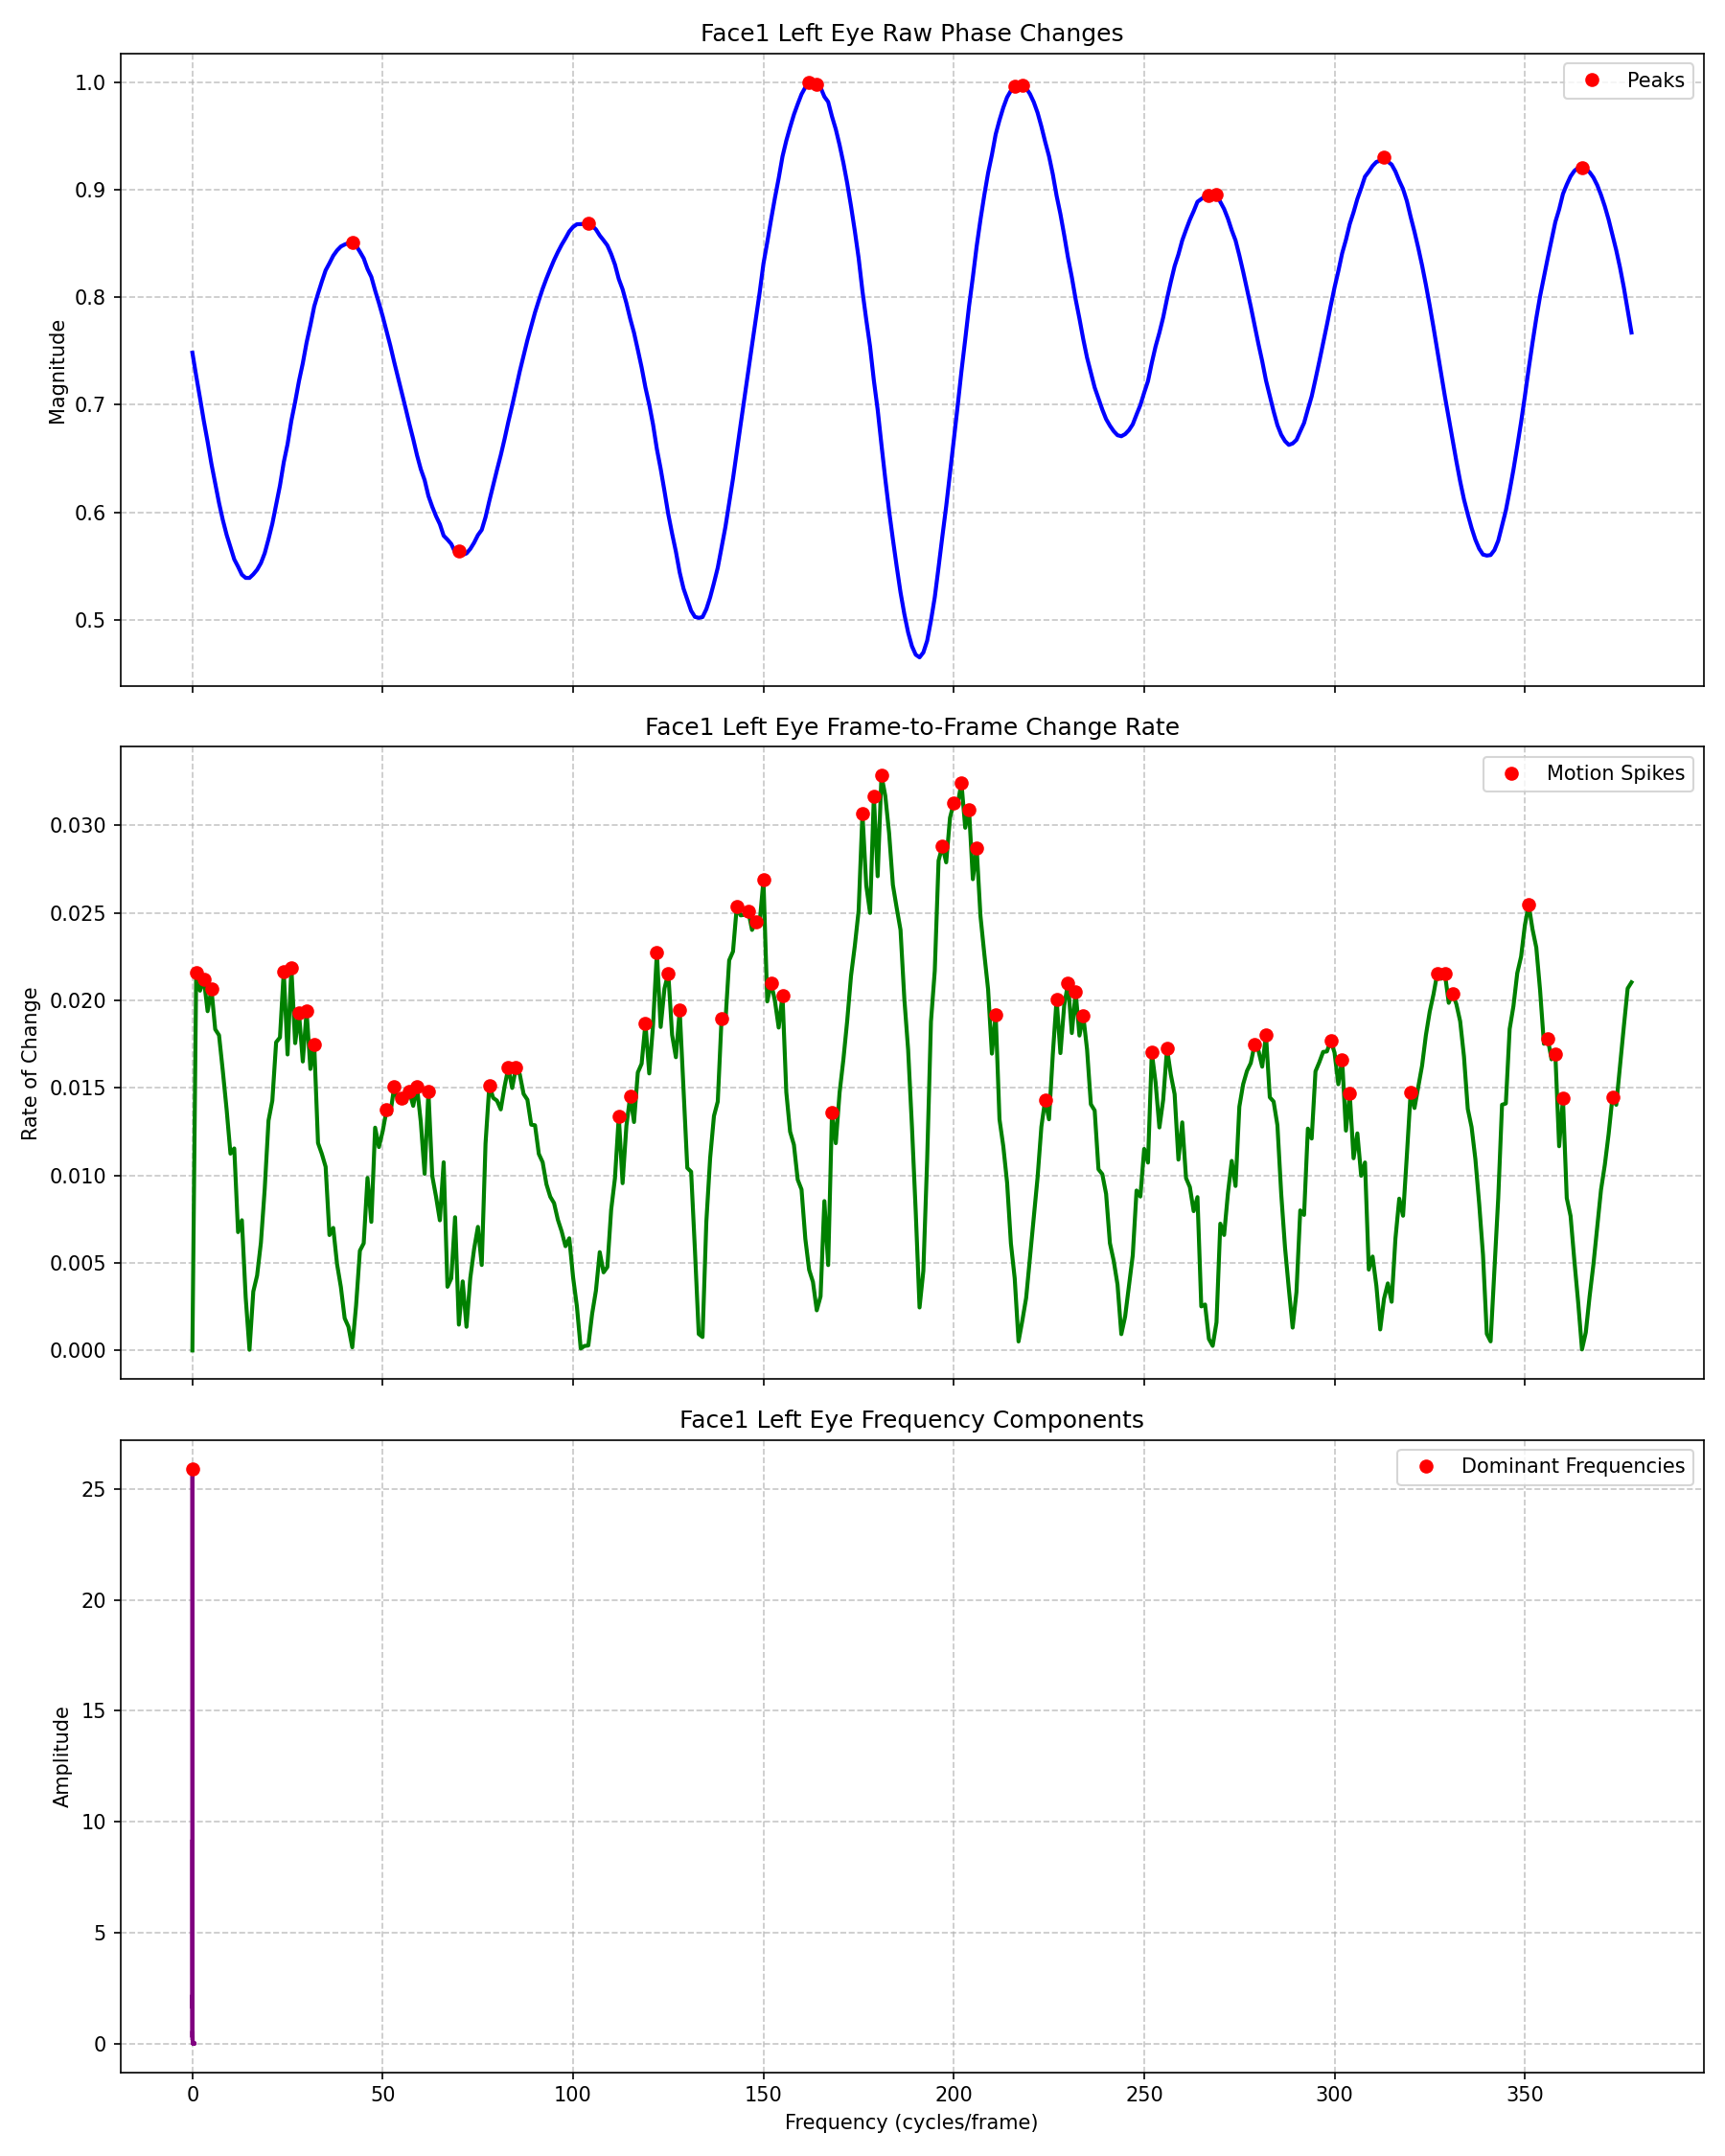 Face1 Left Eye Raw Phase Changes
Peaks
1.0
0.9
0.8
0.7
0.6
0.5
Magnitude
Face1 Left Eye Frame-to-Frame Change Rate
Motion Spikes
0.030
0.025
0.020
0.015
0.010
0.005
0.000
Rate of Change
Face1 Left Eye Frequency Components
Dominant Frequencies
25
20
15
10
5
0
Amplitude
0 50 100 150 200 250 300 350
Frequency (cycles/frame)